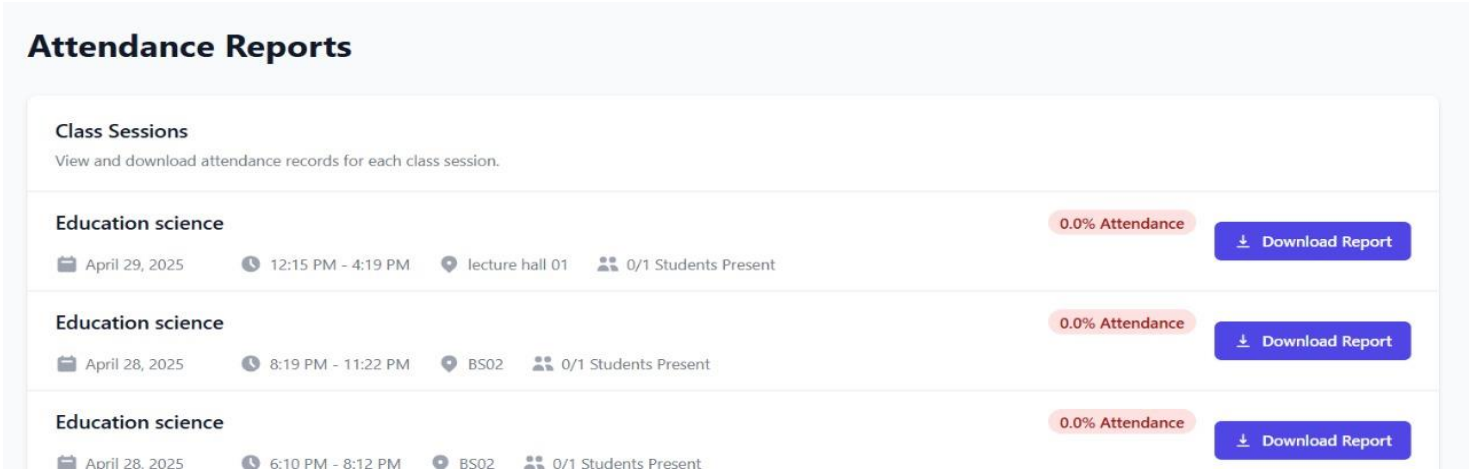 Attendance Reports
Class Sessions
View and download attendance records for each class session.
Education science
0.0% Attendance
Download Report
April 29, 2025 12:15 PM - 4:19 PM lecture hall 01 0/1 Students Present
Education science
0.0% Attendance
Download Report
April 28, 2025 8:19 PM - 11:22 PM BS02 0/1 Students Present
Education science
0.0% Attendance
Download Report
April 28, 2025 6:10 PM - 8:12 PM BS02 0/1 Students Present